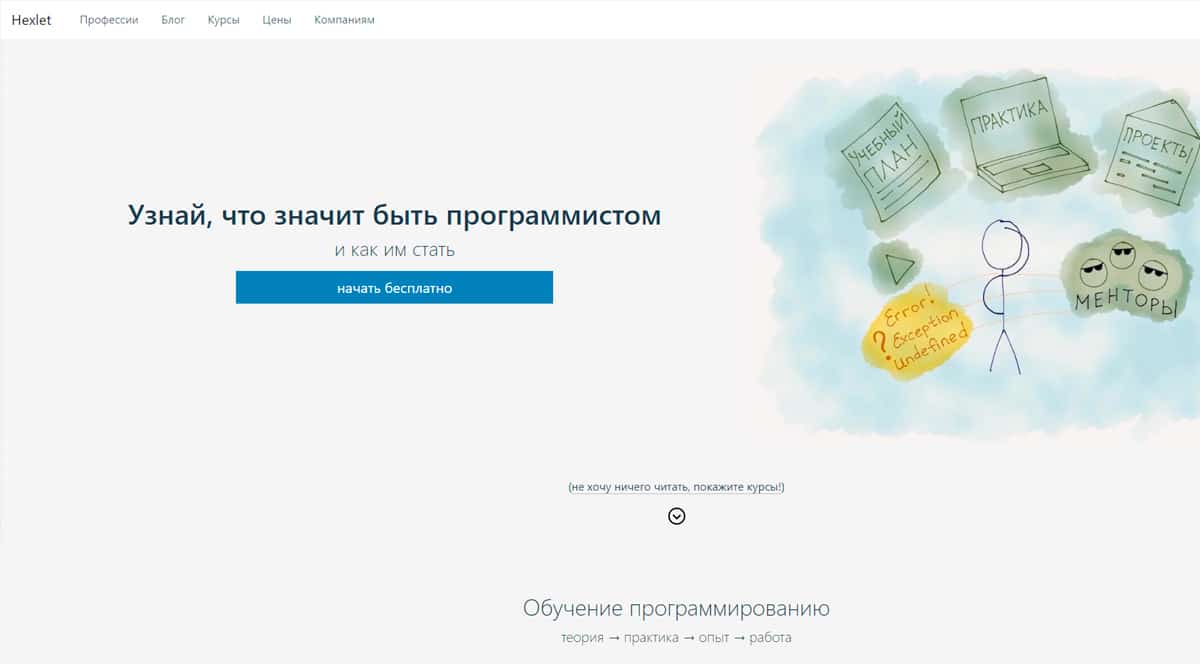 Hexlet Профессии Блог Курсы Цены Компаниям
УЧЕБНЫЙ
ПЛАН
ПРАКТИКА
ПРОЕКТЫ
Узнай, что значит быть программистом
и как им стать
начать бесплатно
Error!
? Exception
undefined
МЕНТОРЫ
(не хочу ничего читать, покажите курсы!)
Обучение программированию
теория → практика → опыт → работа